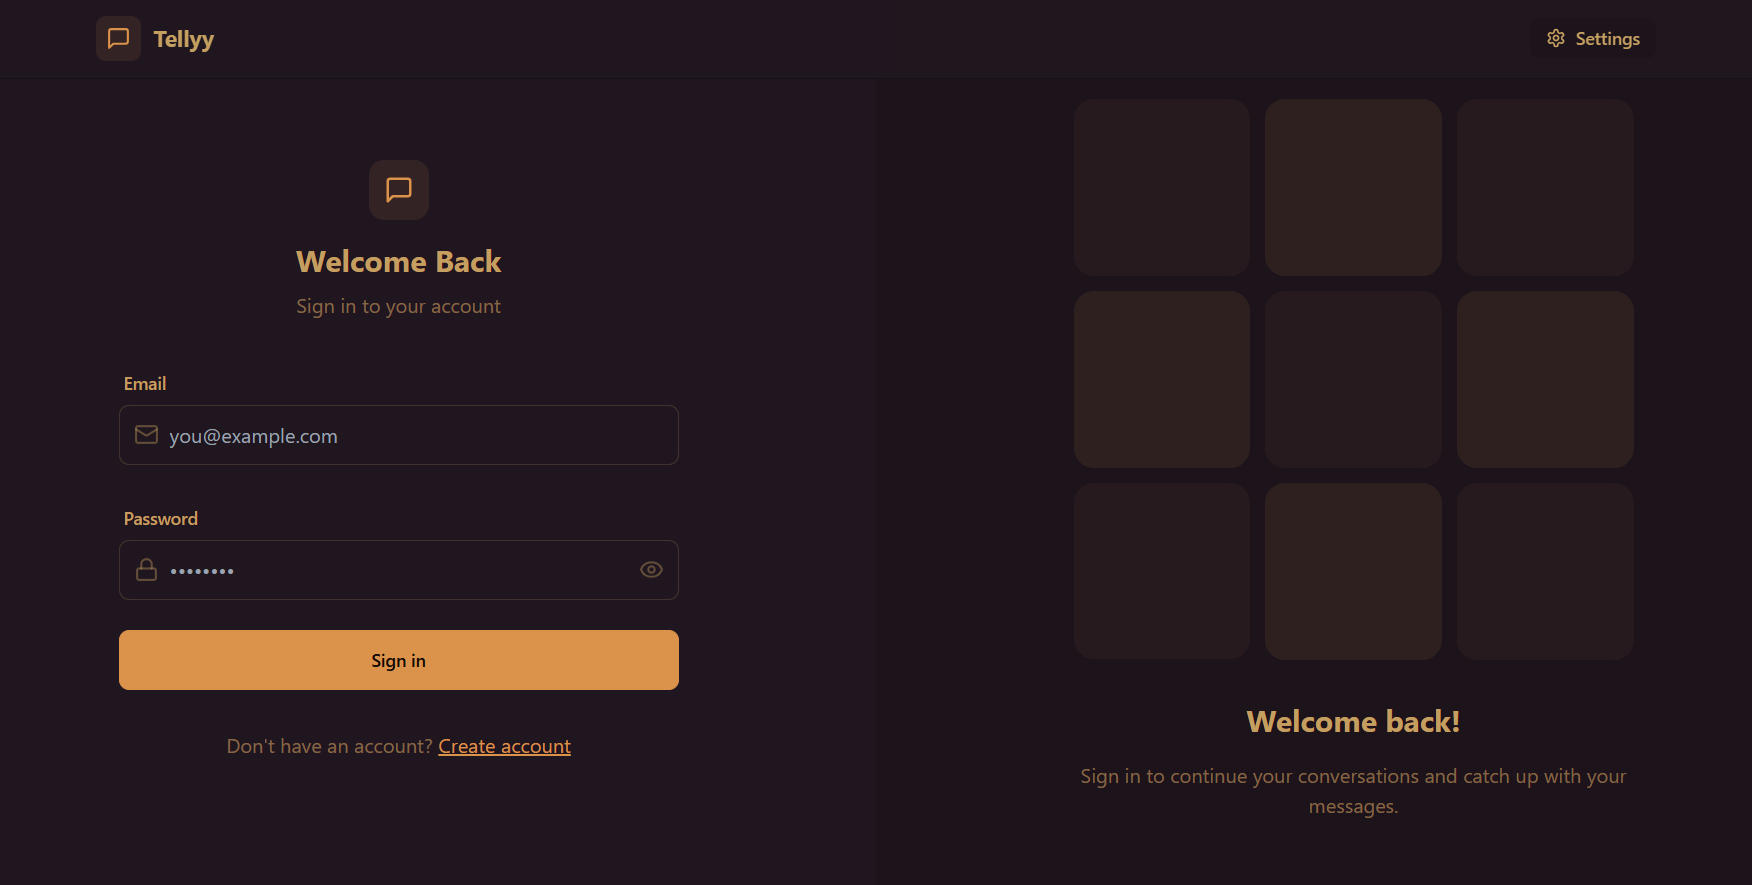 Tellyy
Settings
Welcome Back
Sign in to your account
Email
you@example.com
Password
••••••••
Sign in
Don't have an account? Create account
Welcome back!
Sign in to continue your conversations and catch up with your
messages.